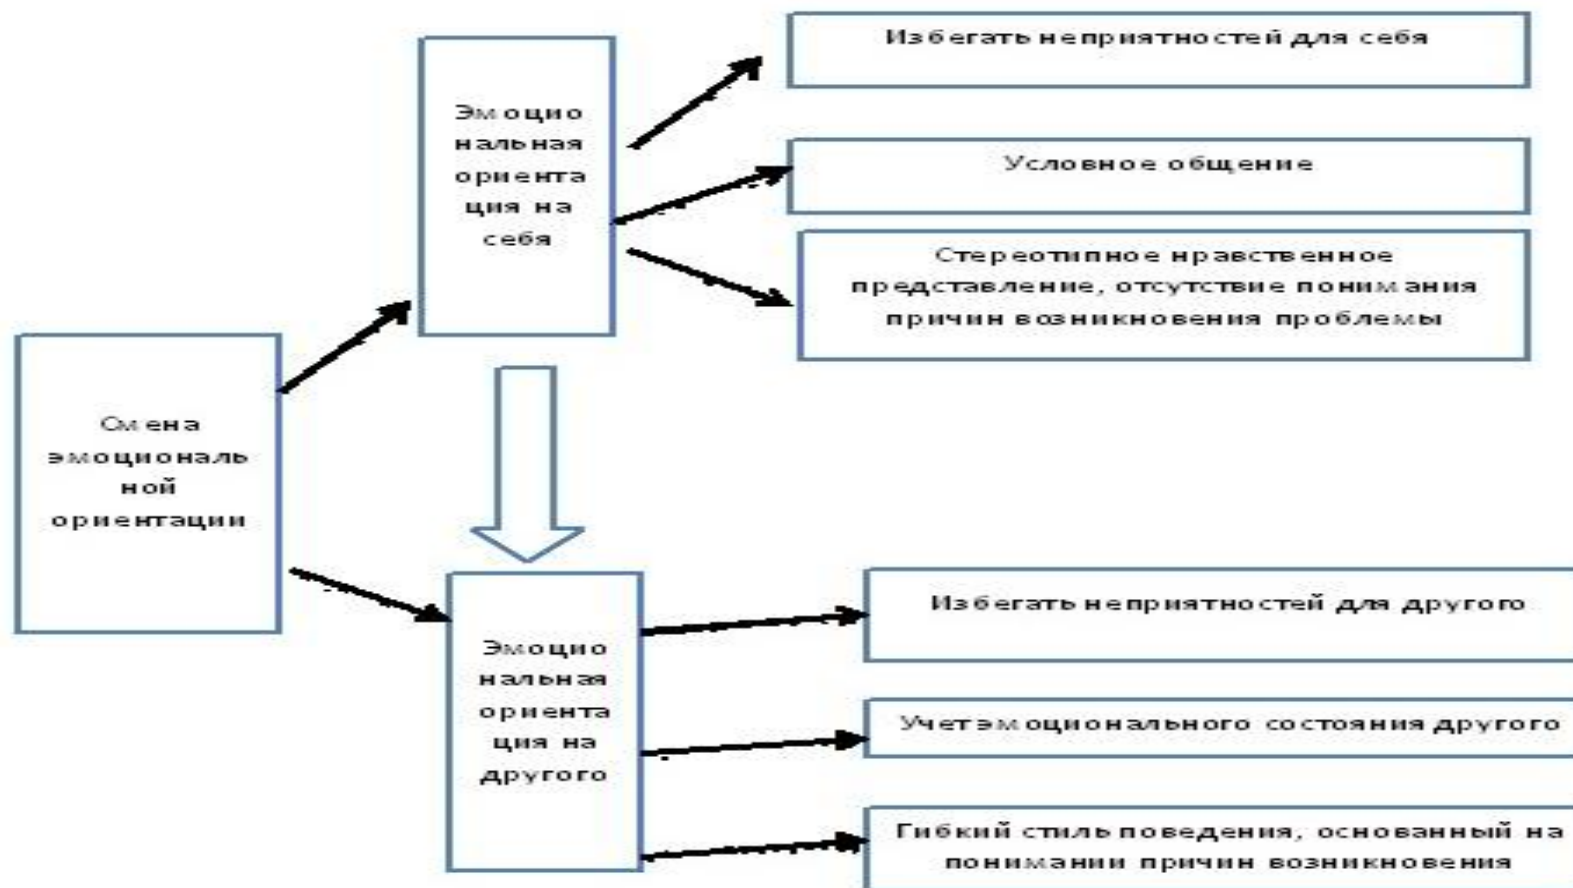 Избегать неприятностей для себя
Эмоцио
нальная
ориента
ция на
себя
Условное общение
Стереотипное нравственное
представление, отсутствие понимания
причин возникновения проблемы
Смена
эмоциональ
ной
ориентации
Эмоцио
нальная
ориента
ция на
другого
Избегать неприятностей для другого
Учет эмоционального состояния другого
Гибкий стиль поведения, основанный на
понимании причин возникновения